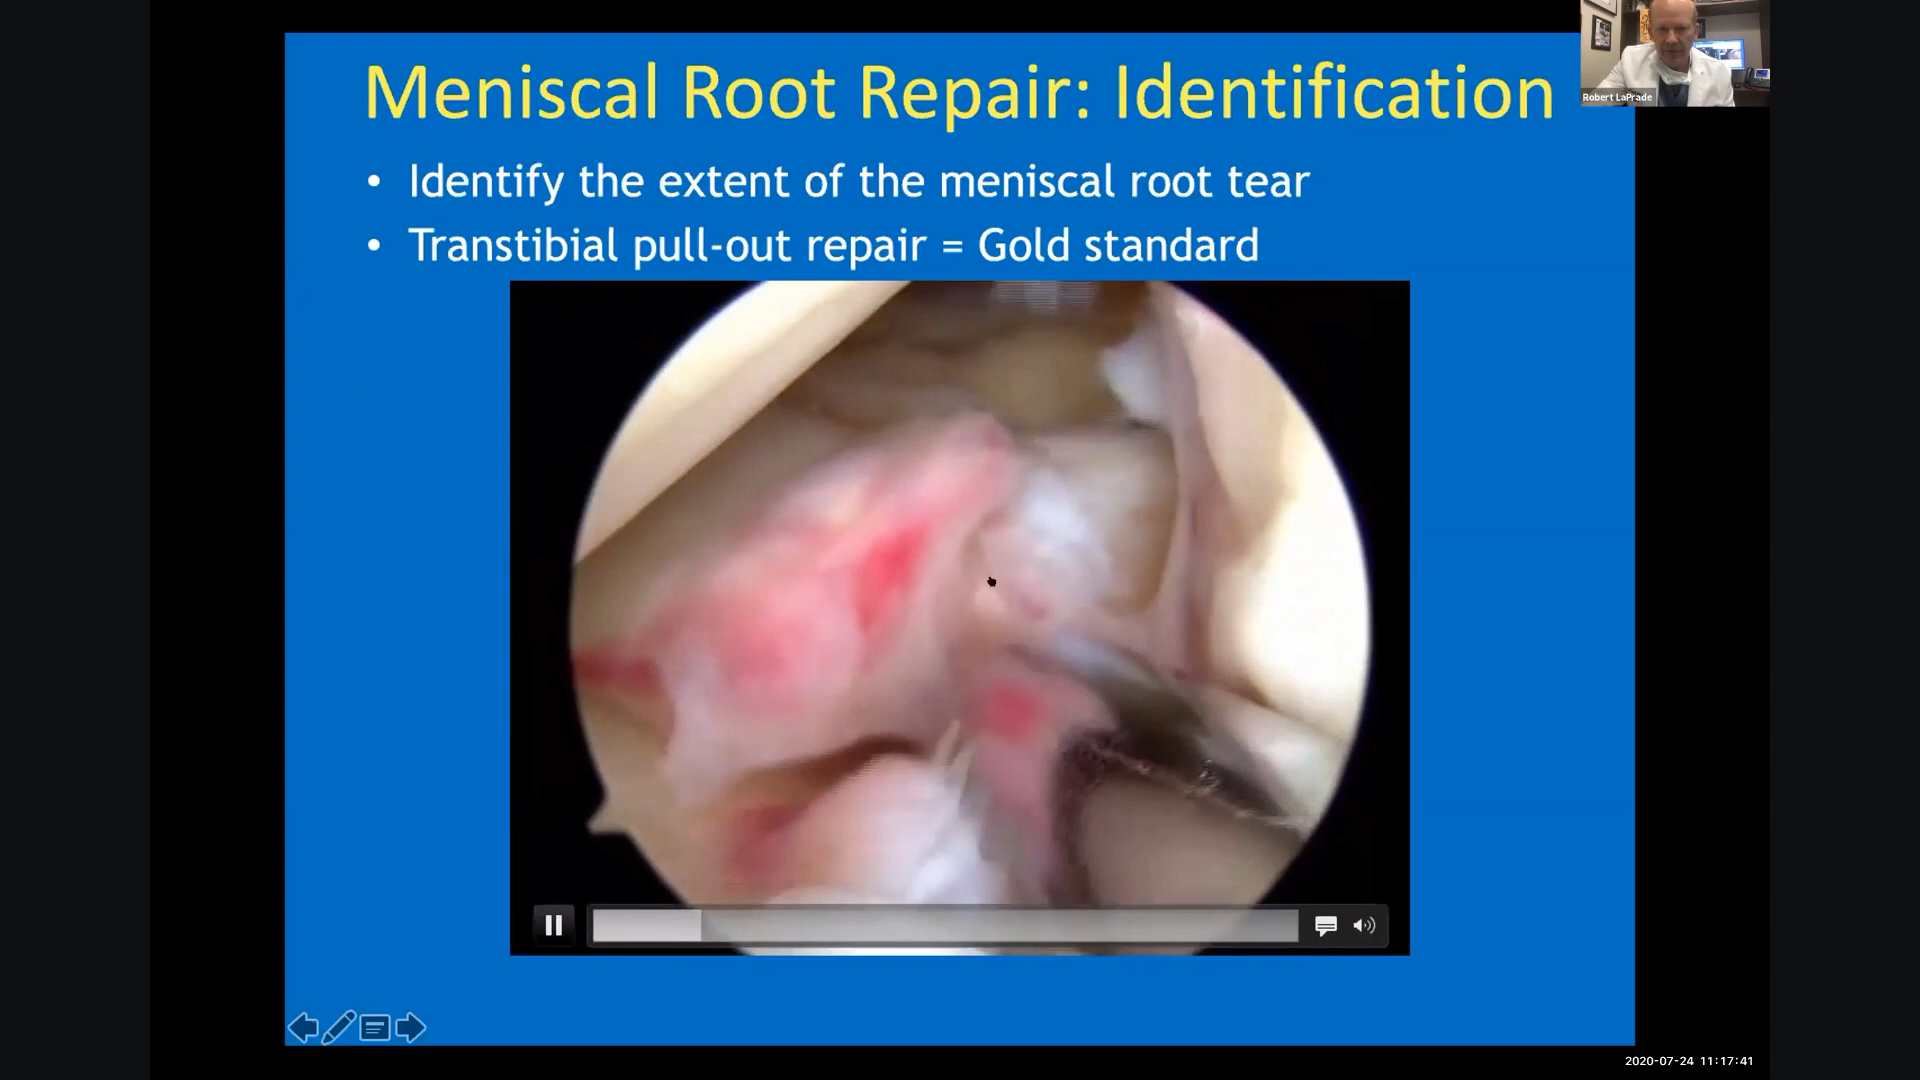 Meniscal Root Repair: Identification
Robert LaPrade
• Identify the extent of the meniscal root tear
• Transtibial pull-out repair = Gold standard
2020-07-24 11:17:41